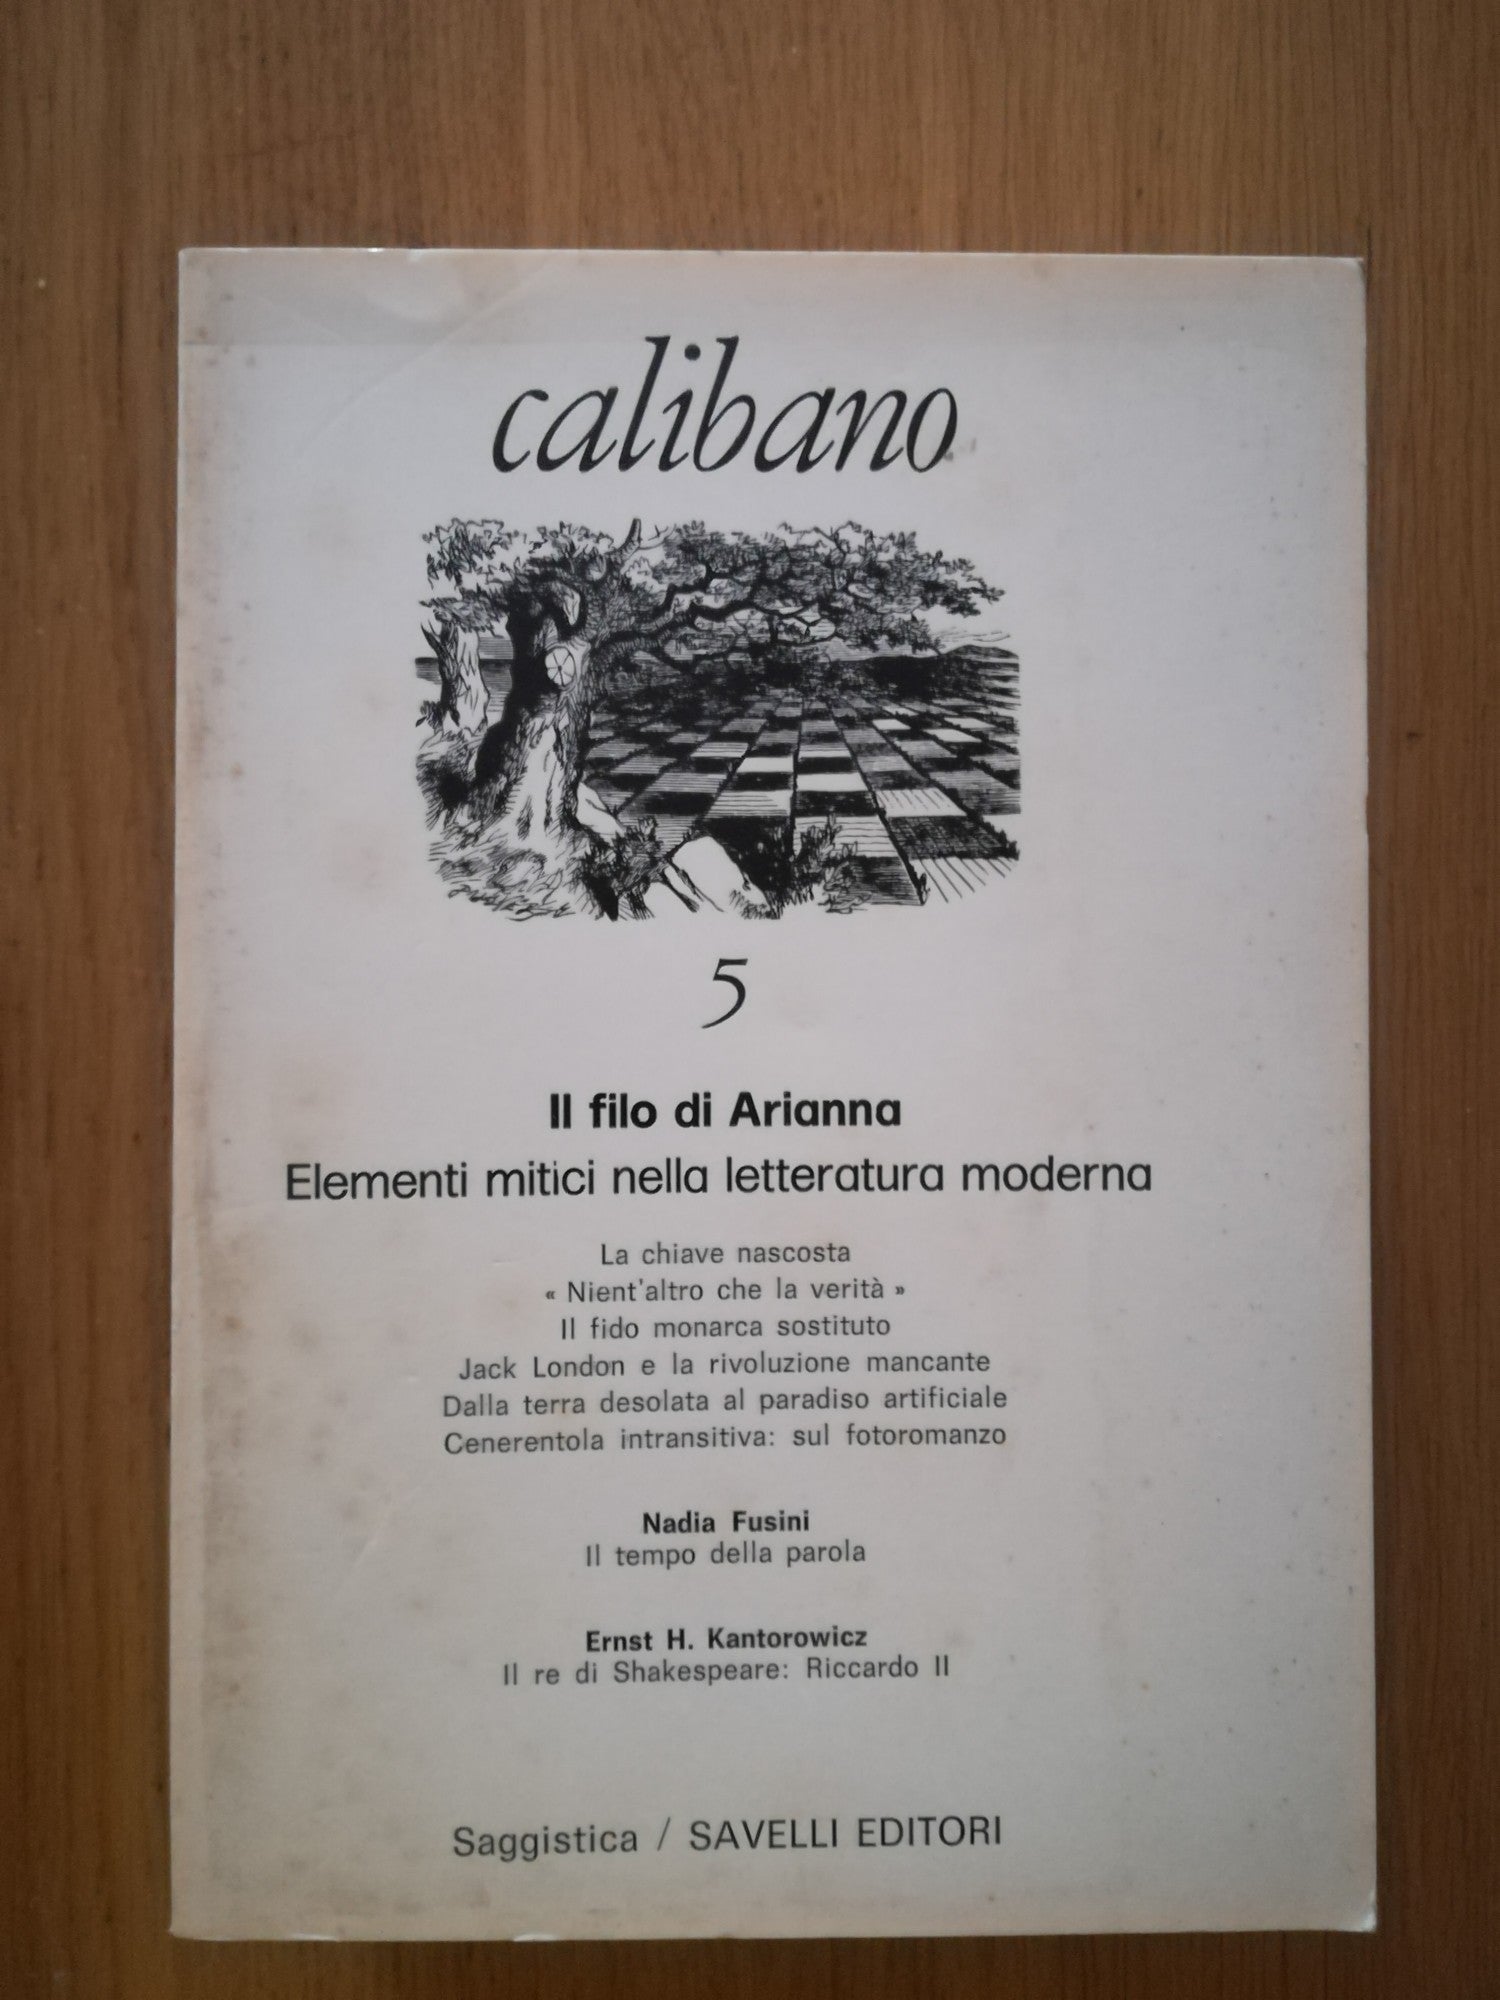 calibano
5
Il filo di Arianna
Elementi mitici nella letteratura moderna
La chiave nascosta
« Nient'altro che la verità »
Il fido monarca sostituto
Jack London e la rivoluzione mancante
Dalla terra desolata al paradiso artificiale
Cenerentola intransitiva: sul fotoromanzo
Nadia Fusini
Il tempo della parola
Ernst H. Kantorowicz
Il re di Shakespeare: Riccardo II
Saggistica / SAVELLI EDITORI